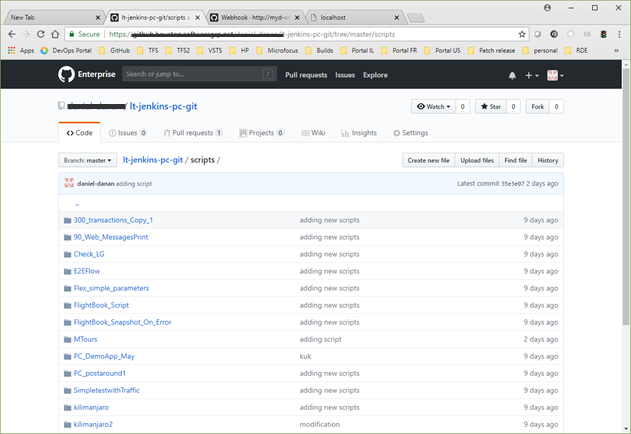 New Tab
lt-jenkins-pc-git/scripts
Webhook - http://myd-v
localhost
Secure
https://
lt-jenkins-pc-git/tree/master/scripts
Apps
DevOps Portal
GitHub
TFS
TFS2
VSTS
HP
Microfocus
Builds
Portal IL
Portal FR
Portal US
Patch release
personal
RDE
»
Enterprise
Search or jump to...
/
Pull requests
Issues
Explore
/ lt-jenkins-pc-git
Watch
0
Star
0
Fork
0
Code
Issues 0
Pull requests 1
Projects 0
Wiki
Insights
Settings
Branch: master
lt-jenkins-pc-git / scripts /
Create new file
Upload files
Find file
History
daniel-danan adding script
Latest commit 35e3e07 2 days ago
..
300_transactions_Copy_1 adding new scripts 9 days ago
90_Web_MessagesPrint adding new scripts 9 days ago
Check_LG adding new scripts 9 days ago
E2EFlow adding new scripts 9 days ago
Flex_simple_parameters adding new scripts 9 days ago
FlightBook_Script adding new scripts 9 days ago
FlightBook_Snapshot_On_Error adding new scripts 9 days ago
MTours adding script 2 days ago
PC_DemoApp_May kuk 9 days ago
PC_postaround1 adding new scripts 9 days ago
SimpletestwithTraffic adding new scripts 9 days ago
kilimanjaro adding new scripts 9 days ago
kilimanjaro2 modification 9 days ago